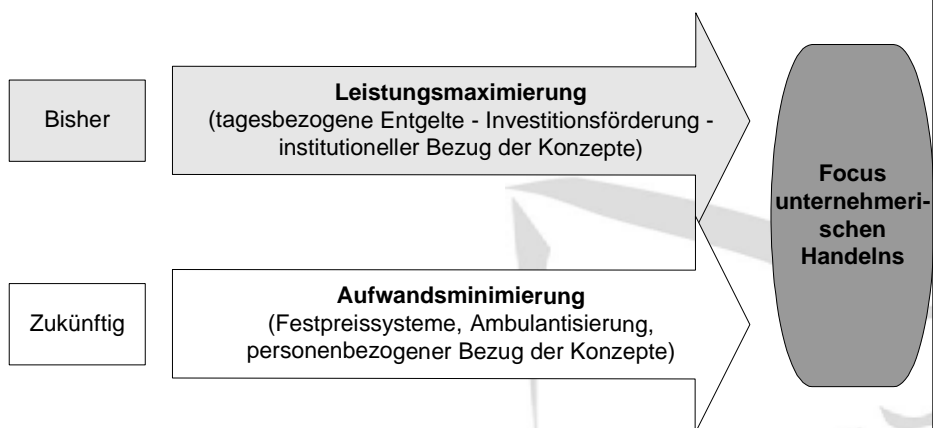 Bisher
Leistungsmaximierung
(tagesbezogene Entgelte - Investitionsförderung -
institutioneller Bezug der Konzepte)
Focus
unternehmeri-
schen
Handelns
Zukünftig
Aufwandsminimierung
(Festpreissysteme, Ambulantisierung,
personenbezogener Bezug der Konzepte)